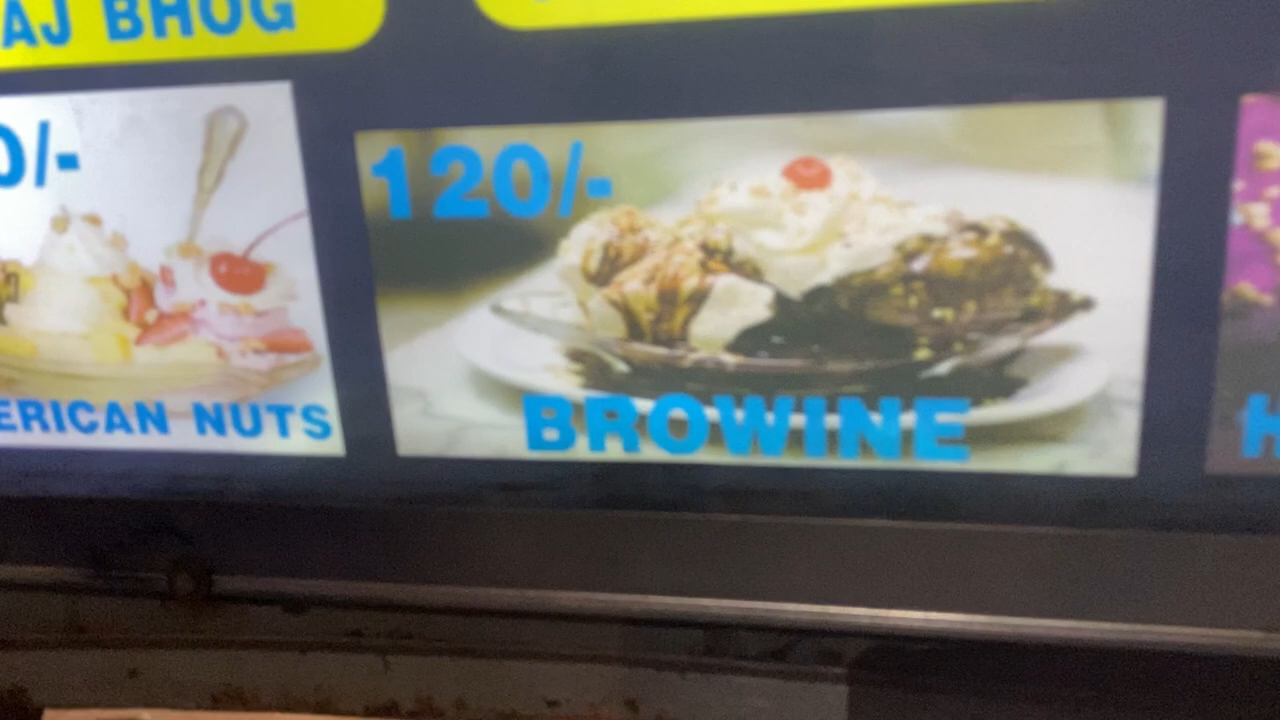 AJ BHOG
0/-
ERICAN NUTS
120/-
BROWINE
H